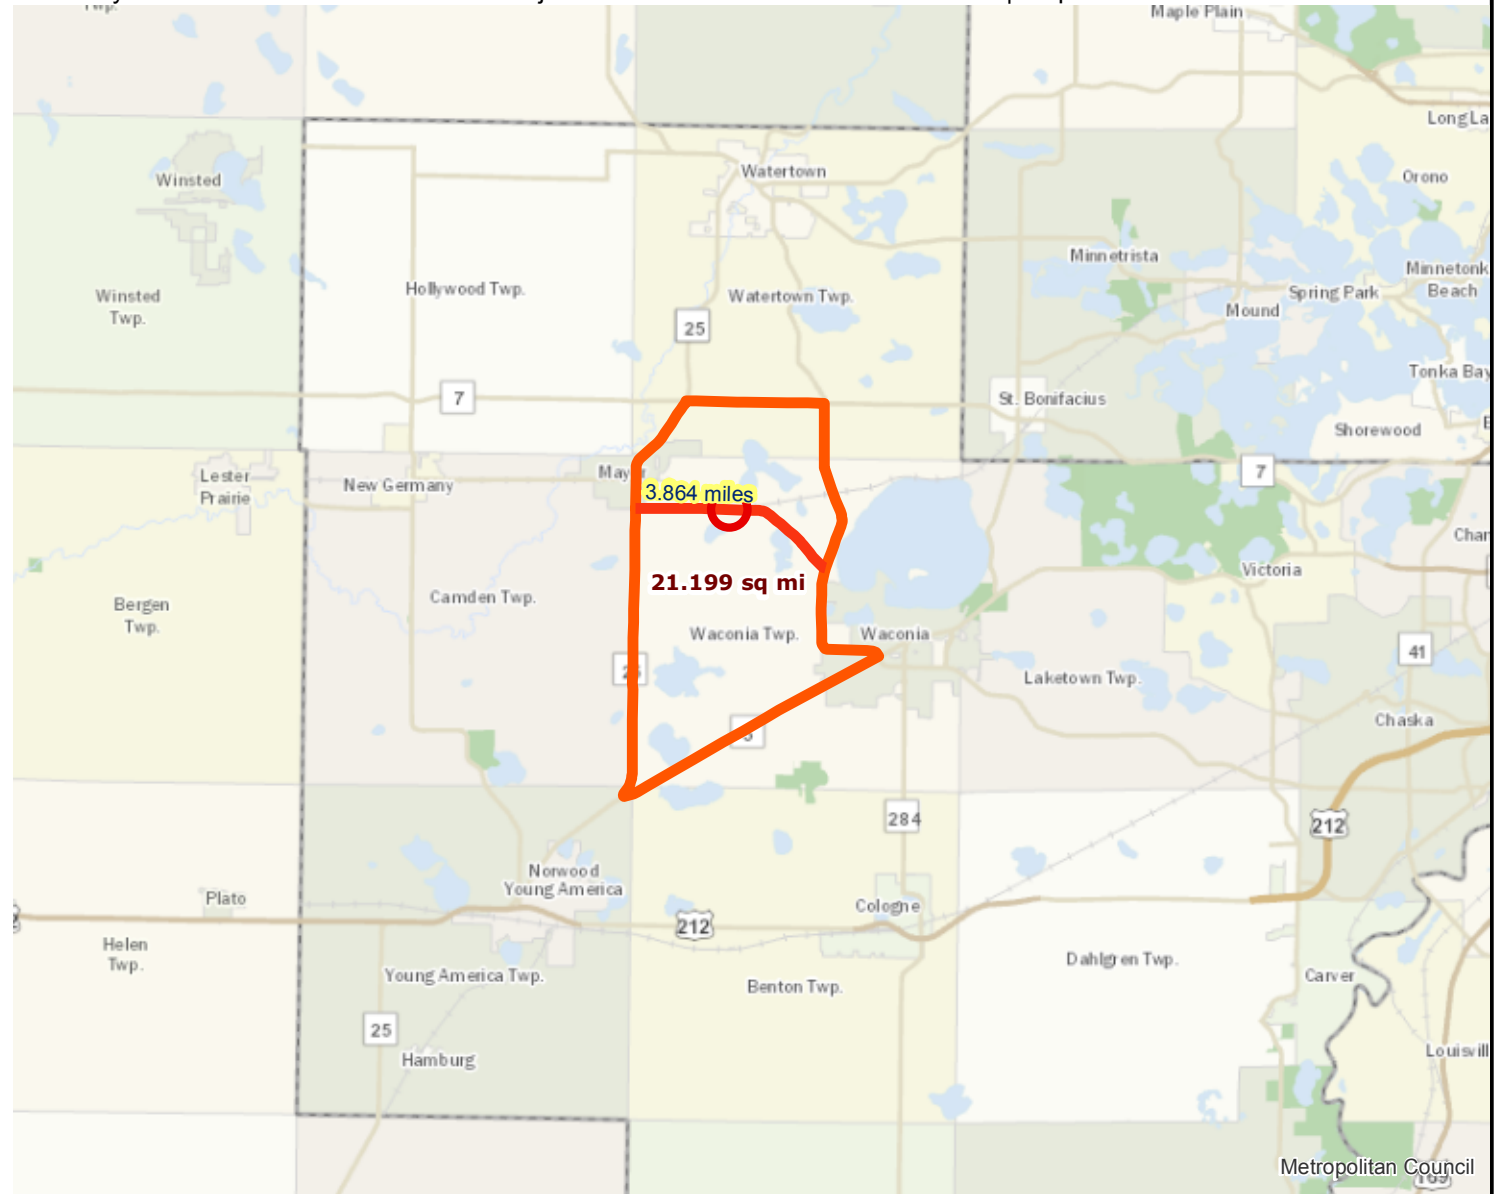 Maple Plain
Long La
Watertown
Winsted
Orono
Minnetrista
Minnetonk
Beach
Hollywood Twp.
Winsted
Twp.
Watertown Twp.
Spring Park
Mound
25
Tonka Bay
7
St. Bonifacius
Shorewood
Lester
Prairie
New Germany
7
3.864 miles
Victoria
21.199 sq mi
Camden Twp.
Bergen
Twp.
Waconia Twp.
Waconia
41
Laketown Twp.
Chaska
284
212
Norwood
Young America
Plato
Cologne
212
Helen
Twp.
Dahlgren Twp.
Young America Twp.
Carver
Benton Twp.
25
Louisvill
Hamburg
Metropolitan Council
169